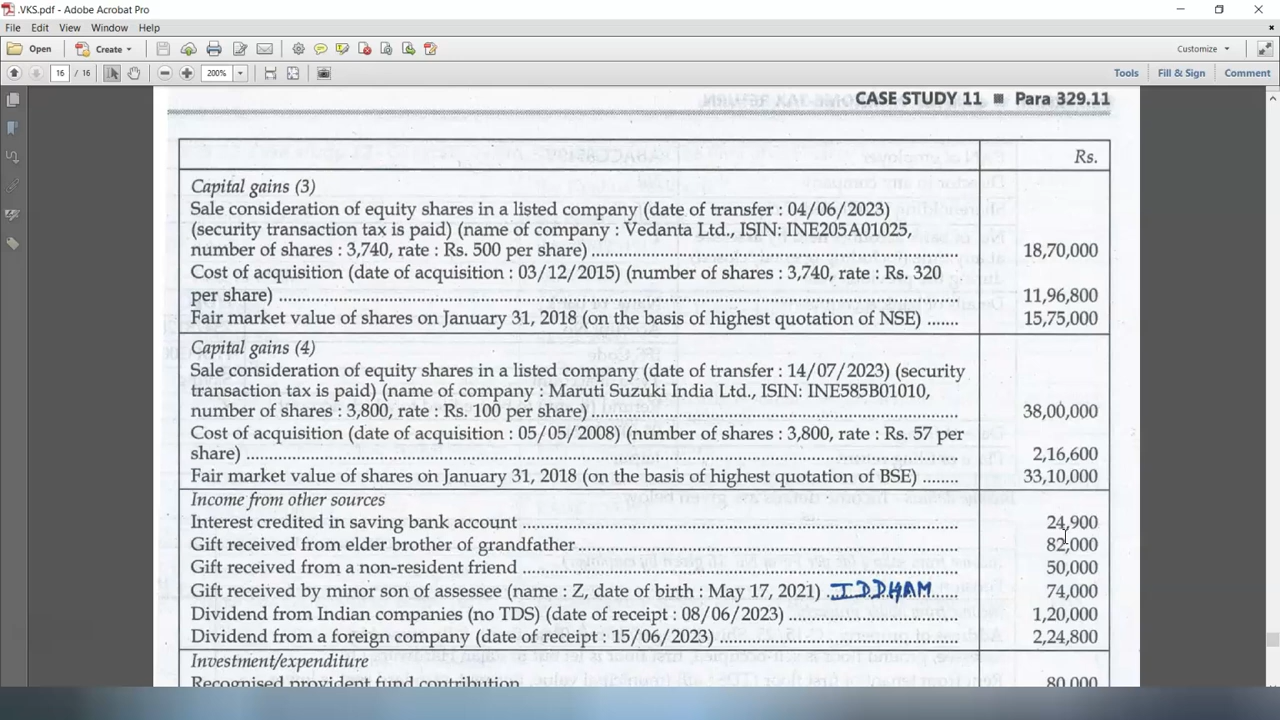 .VKS.pdf - Adobe Acrobat Pro
File Edit View Window Help
Open Create Customize
16 / 16 200% Tools Fill & Sign Comment
CASE STUDY 11 ■ Para 329.11
Rs.
Capital gains (3)
Sale consideration of equity shares in a listed company (date of transfer : 04/06/2023)
(security transaction tax is paid) (name of company : Vedanta Ltd., ISIN: INE205A01025,
number of shares : 3,740, rate : Rs. 500 per share) ........ 18,70,000
Cost of acquisition (date of acquisition : 03/12/2015) (number of shares : 3,740, rate : Rs. 320
per share) ........ 11,96,800
Fair market value of shares on January 31, 2018 (on the basis of highest quotation of NSE) ....... 15,75,000
Capital gains (4)
Sale consideration of equity shares in a listed company (date of transfer : 14/07/2023) (security
transaction tax is paid) (name of company : Maruti Suzuki India Ltd., ISIN: INE585B01010,
number of shares : 3,800, rate : Rs. 100 per share) ........ 38,00,000
Cost of acquisition (date of acquisition : 05/05/2008) (number of shares : 3,800, rate : Rs. 57 per
share) ........ 2,16,600
Fair market value of shares on January 31, 2018 (on the basis of highest quotation of BSE) ........ 33,10,000
Income from other sources
Interest credited in saving bank account ........ 24,900
Gift received from elder brother of grandfather ........ 82,000
Gift received from a non-resident friend ........ 50,000
Gift received by minor son of assessee (name : Z, date of birth : May 17, 2021) IDDHAM 74,000
Dividend from Indian companies (no TDS) (date of receipt : 08/06/2023) ........ 1,20,000
Dividend from a foreign company (date of receipt : 15/06/2023) ........ 2,24,800
Investment/expenditure
Recognised provident fund contribution 80,000